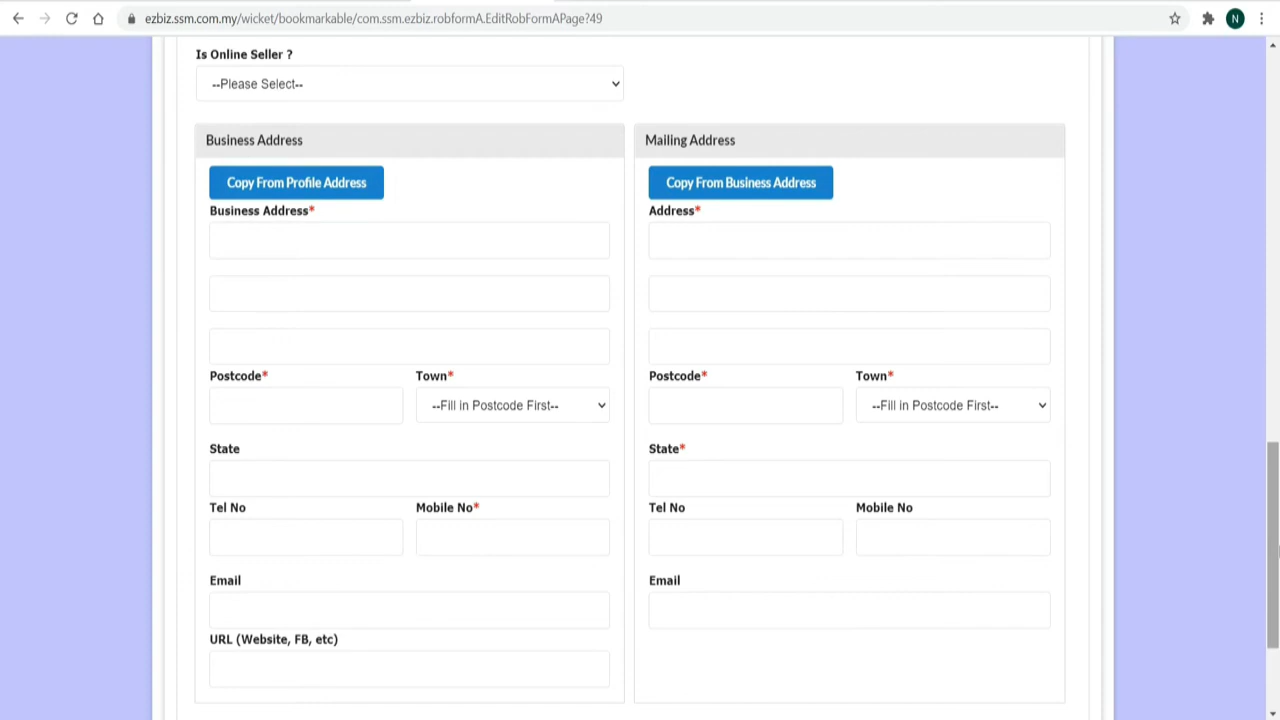 ezbiz.ssm.com.my/wicket/bookmarkable/com.ssm.ezbiz.robformA.EditRobFormAPage?49
N
Is Online Seller ?
--Please Select--
Business Address
Copy From Profile Address
Business Address*
Postcode*
Town*
--Fill in Postcode First--
State
Tel No
Mobile No*
Email
URL (Website, FB, etc)
Mailing Address
Copy From Business Address
Address*
Postcode*
Town*
--Fill in Postcode First--
State*
Tel No
Mobile No
Email